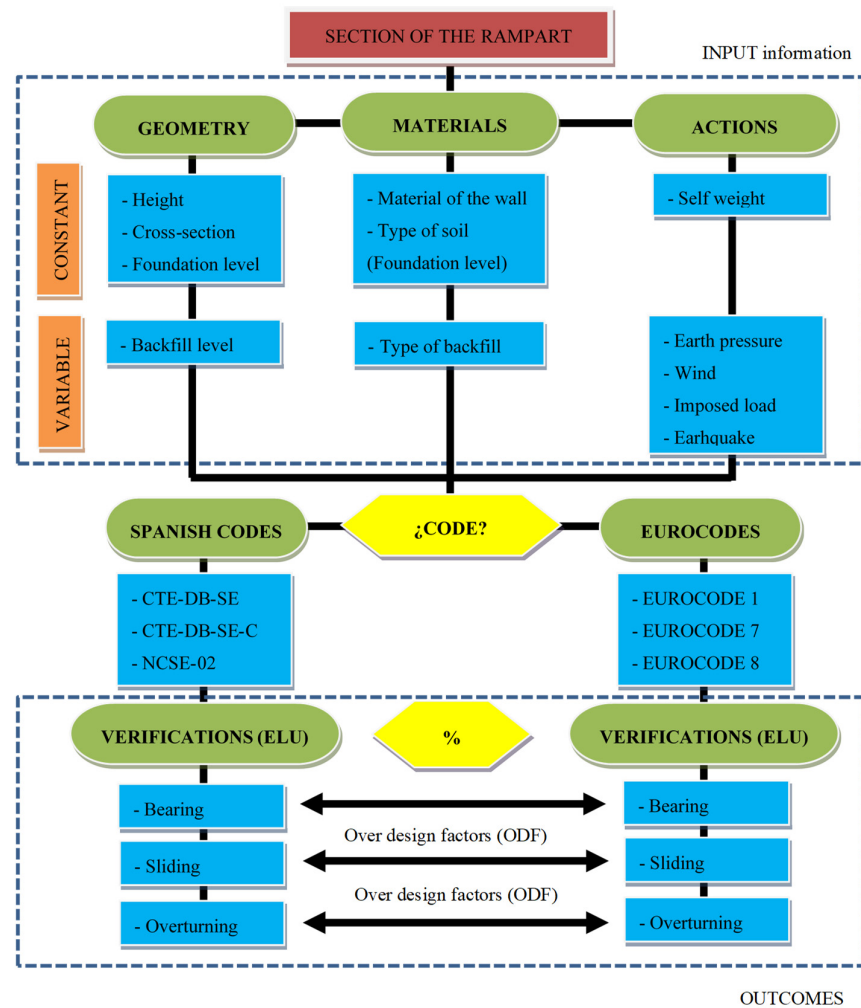 SECTION OF THE RAMPART
INPUT information
GEOMETRY
MATERIALS
ACTIONS
CONSTANT
- Height
- Cross-section
- Foundation level
- Material of the wall
- Type of soil
(Foundation level)
- Self weight
VARIABLE
- Backfill level
- Type of backfill
- Earth pressure
- Wind
- Imposed load
- Earhquake
SPANISH CODES
¿CODE?
EUROCODES
- CTE-DB-SE
- CTE-DB-SE-C
- NCSE-02
- EUROCODE 1
- EUROCODE 7
- EUROCODE 8
VERIFICATIONS (ELU)
%
VERIFICATIONS (ELU)
- Bearing
- Bearing
Over design factors (ODF)
- Sliding
- Sliding
Over design factors (ODF)
- Overturning
- Overturning
OUTCOMES